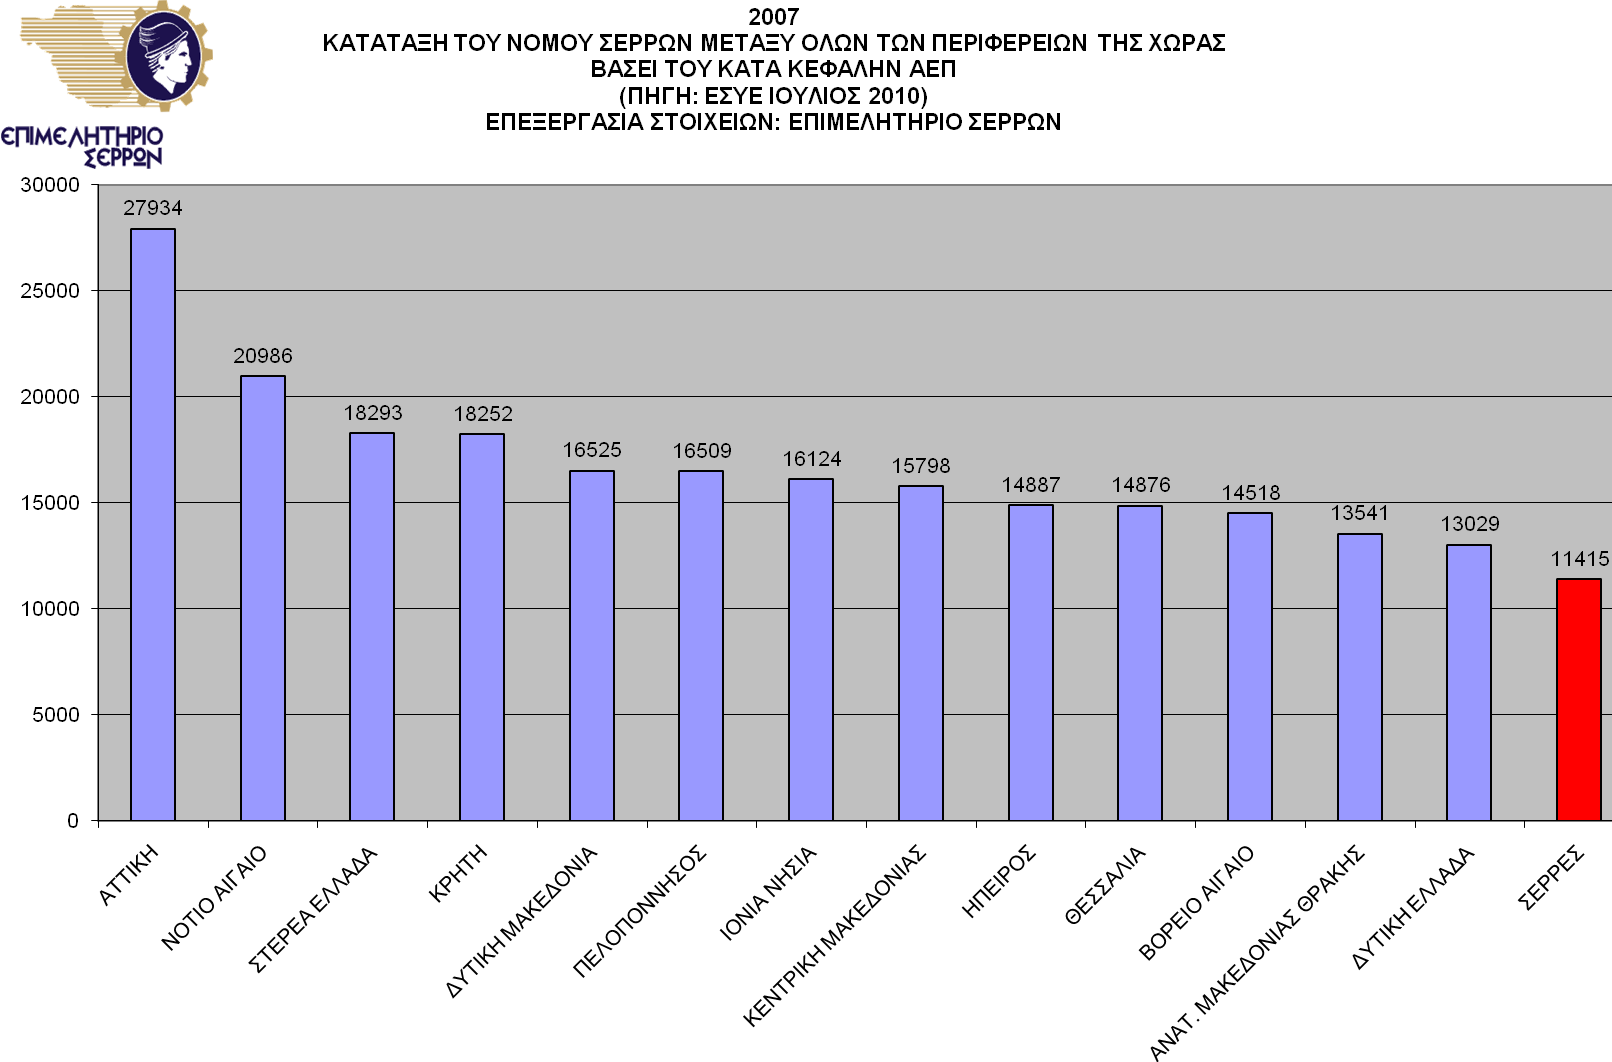 2007
ΚΑΤΑΤΑΞΗ ΤΟΥ ΝΟΜΟΥ ΣΕΡΡΩΝ ΜΕΤΑΞΥ ΟΛΩΝ ΤΩΝ ΠΕΡΙΦΕΡΕΙΩΝ ΤΗΣ ΧΩΡΑΣ
ΒΑΣΕΙ ΤΟΥ ΚΑΤΑ ΚΕΦΑΛΗΝ ΑΕΠ
(ΠΗΓΗ: ΕΣΥΕ ΙΟΥΛΙΟΣ 2010)
ΕΠΕΞΕΡΓΑΣΙΑ ΣΤΟΙΧΕΙΩΝ: ΕΠΙΜΕΛΗΤΗΡΙΟ ΣΕΡΡΩΝ
ΕΠΙΜΕΛΗΤΗΡΙΟ
ΣΕΡΡΩΝ
30000
25000
20000
15000
10000
5000
0
27934
20986
18293
18252
16525
16509
16124
15798
14887
14876
14518
13541
13029
11415
ΑΤΤΙΚΗ
ΝΟΤΙΟ ΑΙΓΑΙΟ
ΣΤΕΡΕΑ ΕΛΛΑΔΑ
ΚΡΗΤΗ
ΔΥΤΙΚΗ ΜΑΚΕΔΟΝΙΑ
ΠΕΛΟΠΟΝΝΗΣΟΣ
ΙΟΝΙΑ ΝΗΣΙΑ
ΚΕΝΤΡΙΚΗ ΜΑΚΕΔΟΝΙΑΣ
ΗΠΕΙΡΟΣ
ΘΕΣΣΑΛΙΑ
ΒΟΡΕΙΟ ΑΙΓΑΙΟ
ΑΝΑΤ. ΜΑΚΕΔΟΝΙΑΣ ΘΡΑΚΗΣ
ΔΥΤΙΚΗ ΕΛΛΑΔΑ
ΣΕΡΡΕΣ